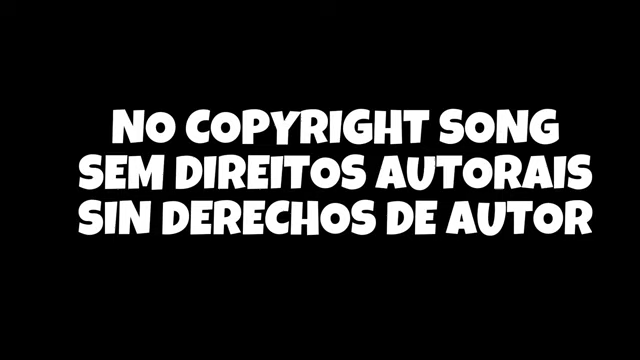 NO COPYRIGHT SONG
SEM DIREITOS AUTORAIS
SIN DERECHOS DE AUTOR